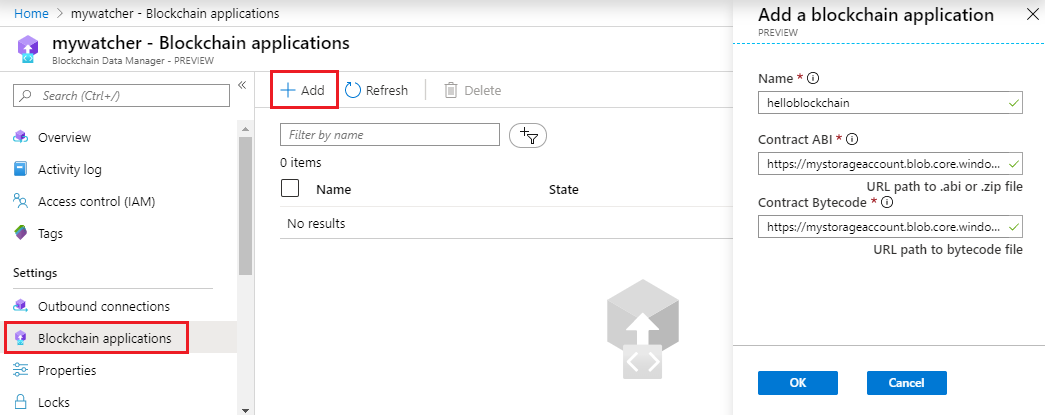 Home > mywatcher - Blockchain applications
mywatcher - Blockchain applications
Blockchain Data Manager - PREVIEW
Search (Ctrl+/)
«
Overview
Activity log
Access control (IAM)
Tags
Settings
Outbound connections
Blockchain applications
Properties
Locks
+ Add
Refresh
Delete
Filter by name
0 items
Name State
No results
Add a blockchain application
PREVIEW
Name *
helloblockchain
Contract ABI *
https://mystorageaccount.blob.core.windo...
URL path to .abi or .zip file
Contract Bytecode *
https://mystorageaccount.blob.core.windo...
URL path to bytecode file
OK Cancel